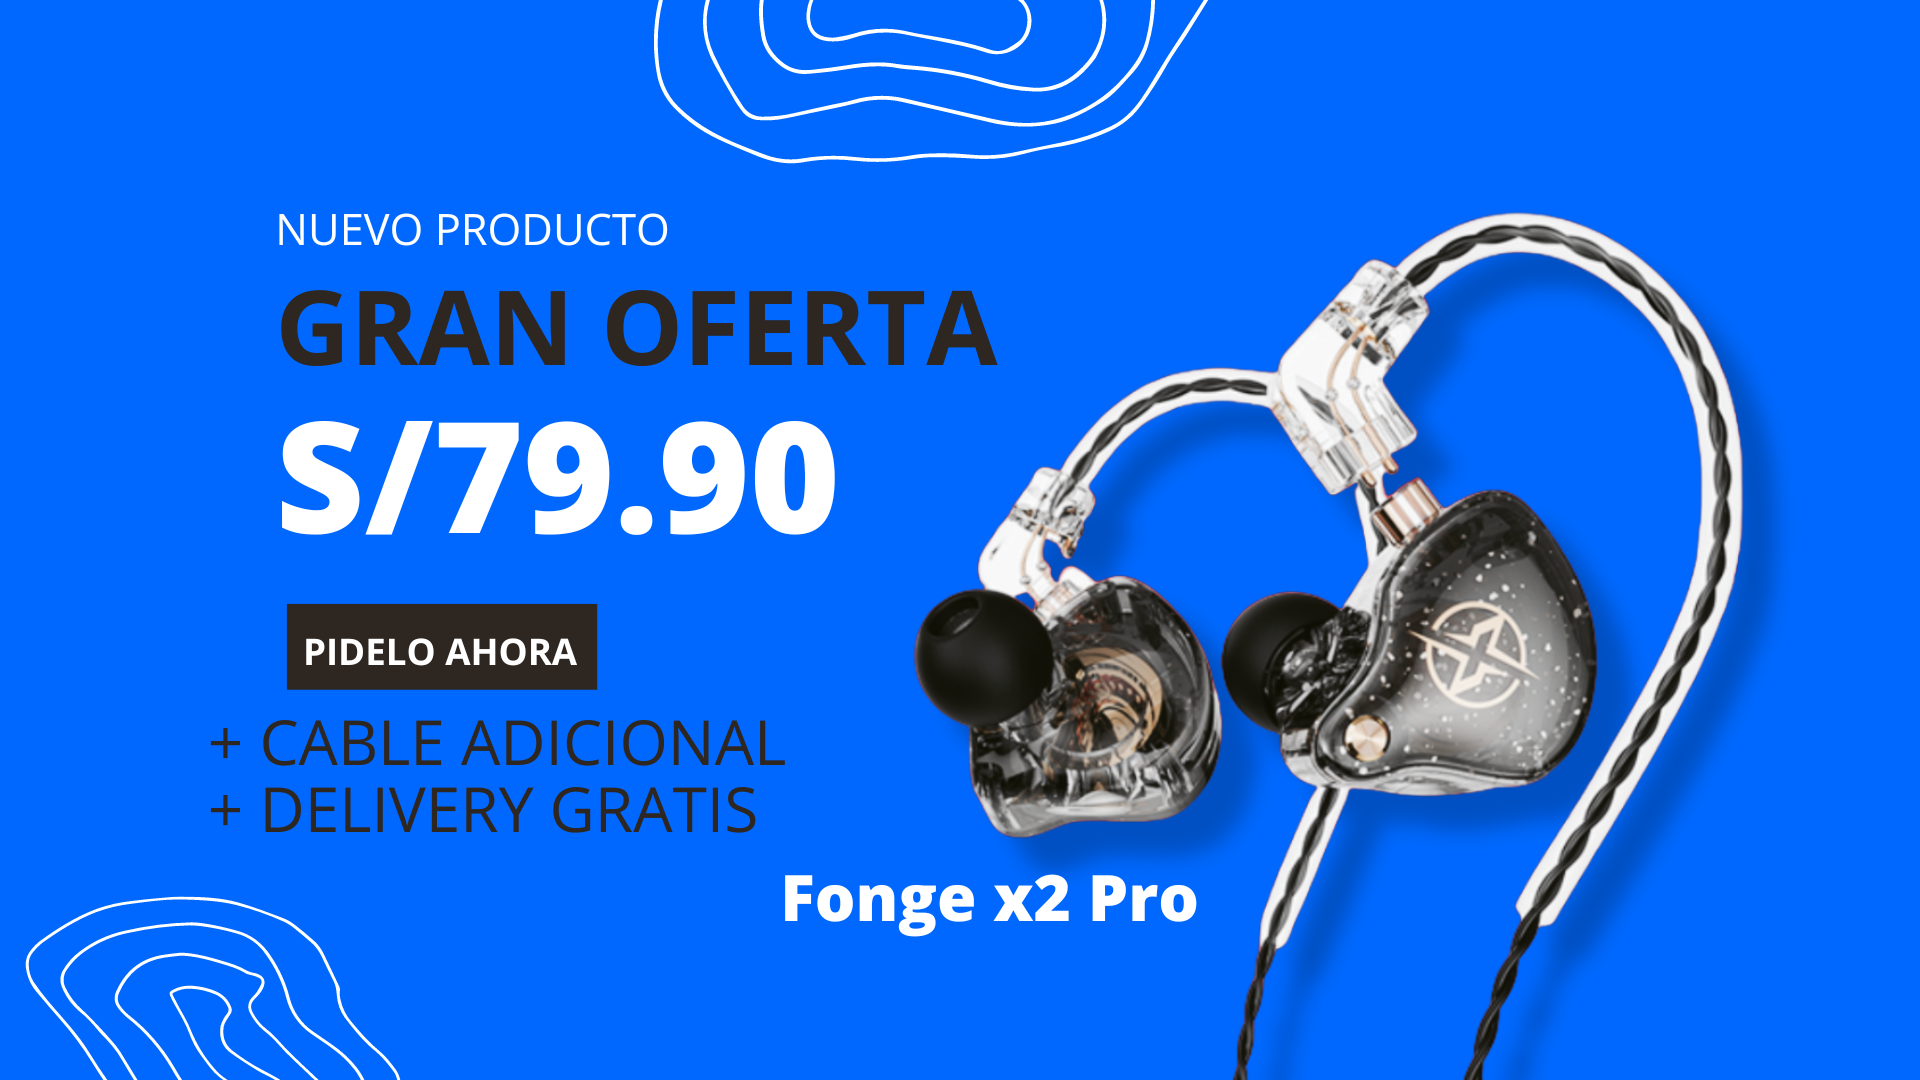 NUEVO PRODUCTO
GRAN OFERTA
S/79.90
PIDELO AHORA
+ CABLE ADICIONAL
+ DELIVERY GRATIS
Fonge x2 Pro